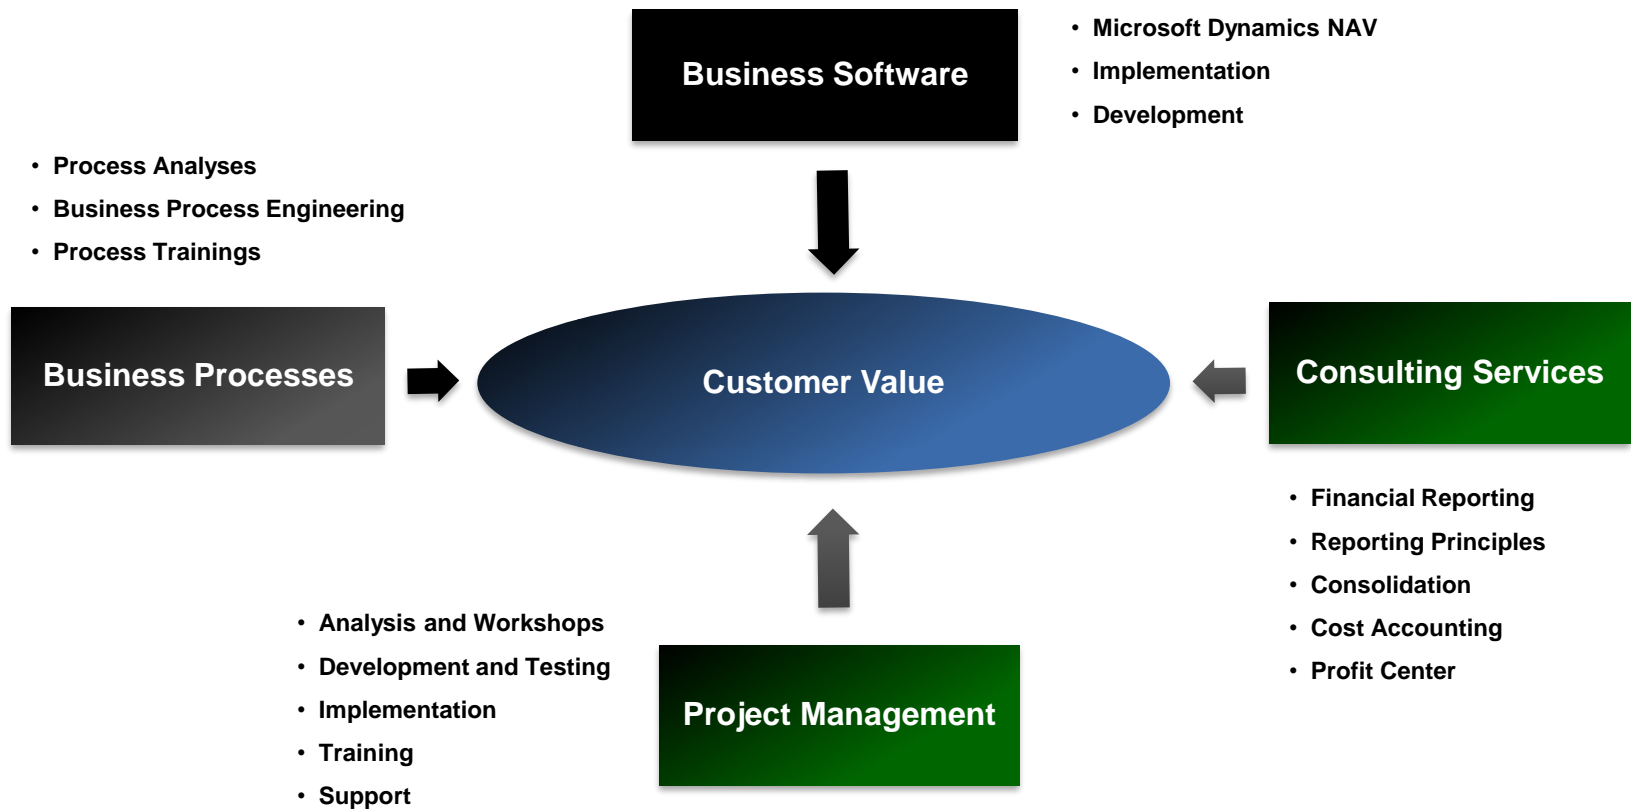 Business Software
• Microsoft Dynamics NAV
• Implementation
• Development
• Process Analyses
• Business Process Engineering
• Process Trainings
Business Processes
Customer Value
Consulting Services
• Financial Reporting
• Reporting Principles
• Consolidation
• Cost Accounting
• Profit Center
• Analysis and Workshops
• Development and Testing
• Implementation
• Training
• Support
Project Management